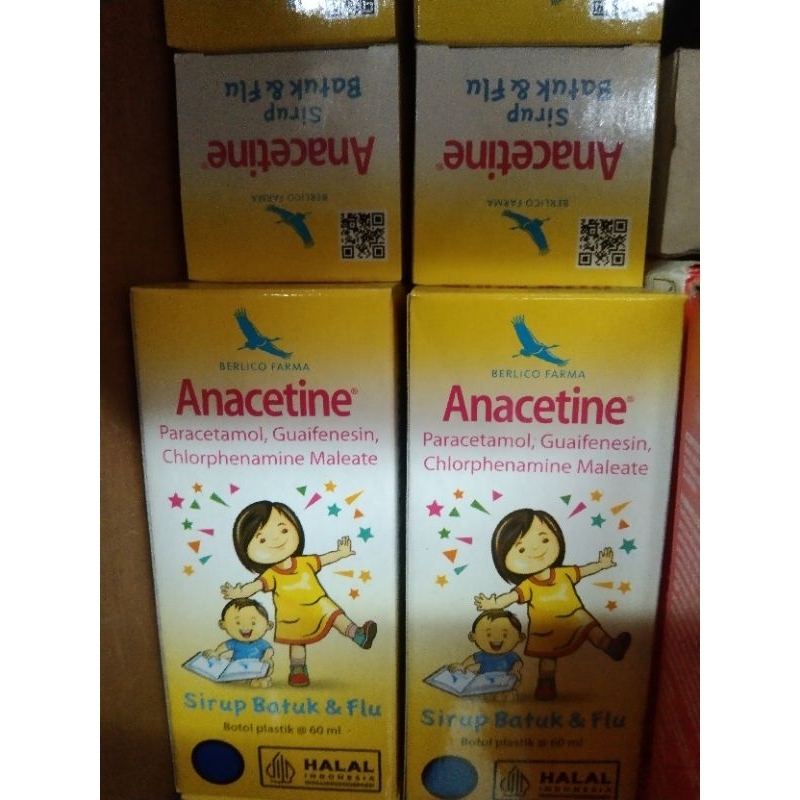 Anacetine®
Sirup
Batuk & Flu
BERLICO FARMA
Anacetine®
Sirup
Batuk & Flu
BERLICO FARMA
BERLICO FARMA
Anacetine®
Paracetamol, Guaifenesin,
Chlorphenamine Maleate
Sirup Batuk & Flu
Botol plastik @ 60 ml
HALAL
INDONESIA
BERLICO FARMA
Anacetine®
Paracetamol, Guaifenesin,
Chlorphenamine Maleate
Sirup Batuk & Flu
Botol plastik @ 60 ml
HALAL
INDONESIA